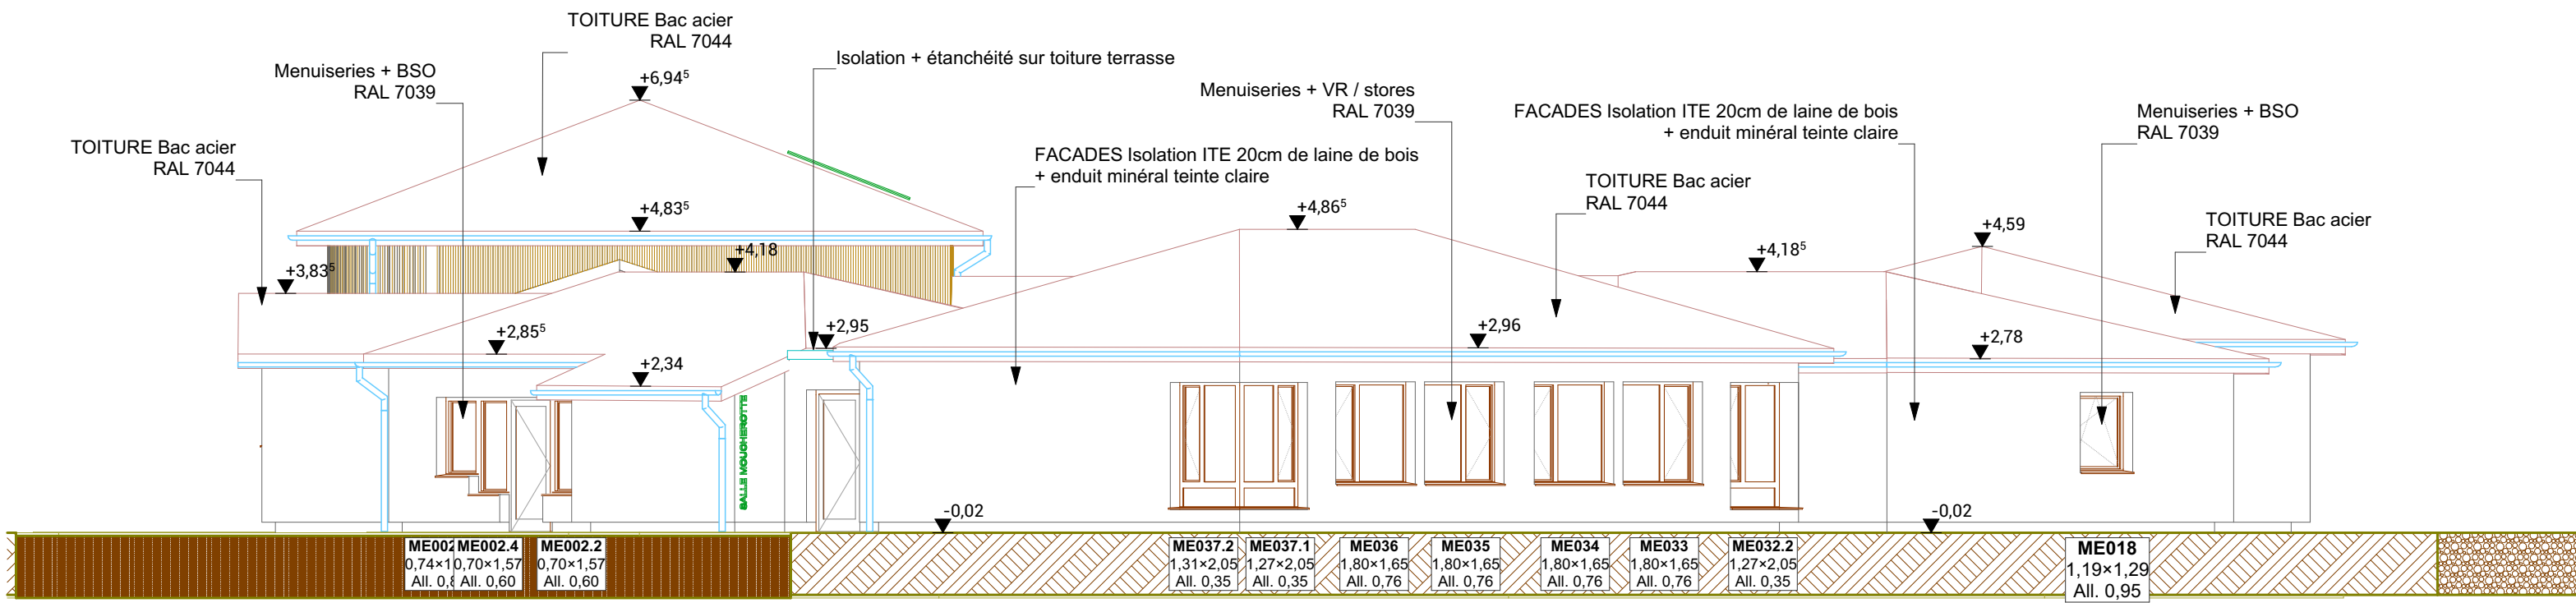 TOITURE Bac acier
RAL 7044
Menuiseries + BSO
RAL 7039
TOITURE Bac acier
RAL 7044
Isolation + étanchéité sur toiture terrasse
FACADES Isolation ITE 20cm de laine de bois
+ enduit minéral teinte claire
Menuiseries + VR / stores
RAL 7039
FACADES Isolation ITE 20cm de laine de bois
+ enduit minéral teinte claire
TOITURE Bac acier
RAL 7044
Menuiseries + BSO
RAL 7039
TOITURE Bac acier
RAL 7044
+6,94⁵
+4,83⁵
+4,18
+3,83⁵
+2,85⁵
+2,34
+2,95
+4,86⁵
+2,96
+4,18⁵
+4,59
+2,78
-0,02
-0,02
SALLE MOUCHEROTTE
ME002.4
0,70×1,57
All. 0,60
ME002.2
0,70×1,57
All. 0,60
ME037.2
1,31×2,05
All. 0,35
ME037.1
1,27×2,05
All. 0,35
ME036
1,80×1,65
All. 0,76
ME035
1,80×1,65
All. 0,76
ME034
1,80×1,65
All. 0,76
ME033
1,80×1,65
All. 0,76
ME032.2
1,27×2,05
All. 0,35
ME018
1,19×1,29
All. 0,95